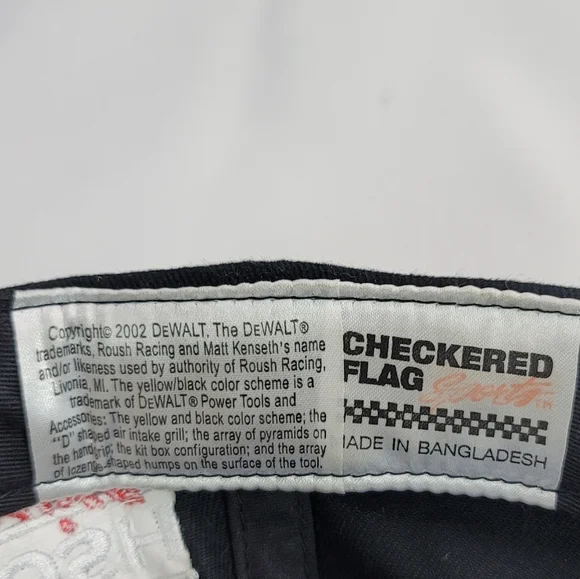 Copyright© 2002 DEWALT, The DEWALT®
trademarks, Roush Racing and Matt Kenseth's name
and/or likeness used by authority of Roush Racing,
Livonia, MI. The yellow/black color scheme is a
trademark of DEWALT® Power Tools and
Accessories: The yellow and black color scheme; the
"D" shaped air intake grill; the array of pyramids on
the handgrip; the kit box configuration; and the array
of lozenge-shaped humps on the surface of the tool.
CHECKERED
FLAG Sports
MADE IN BANGLADESH